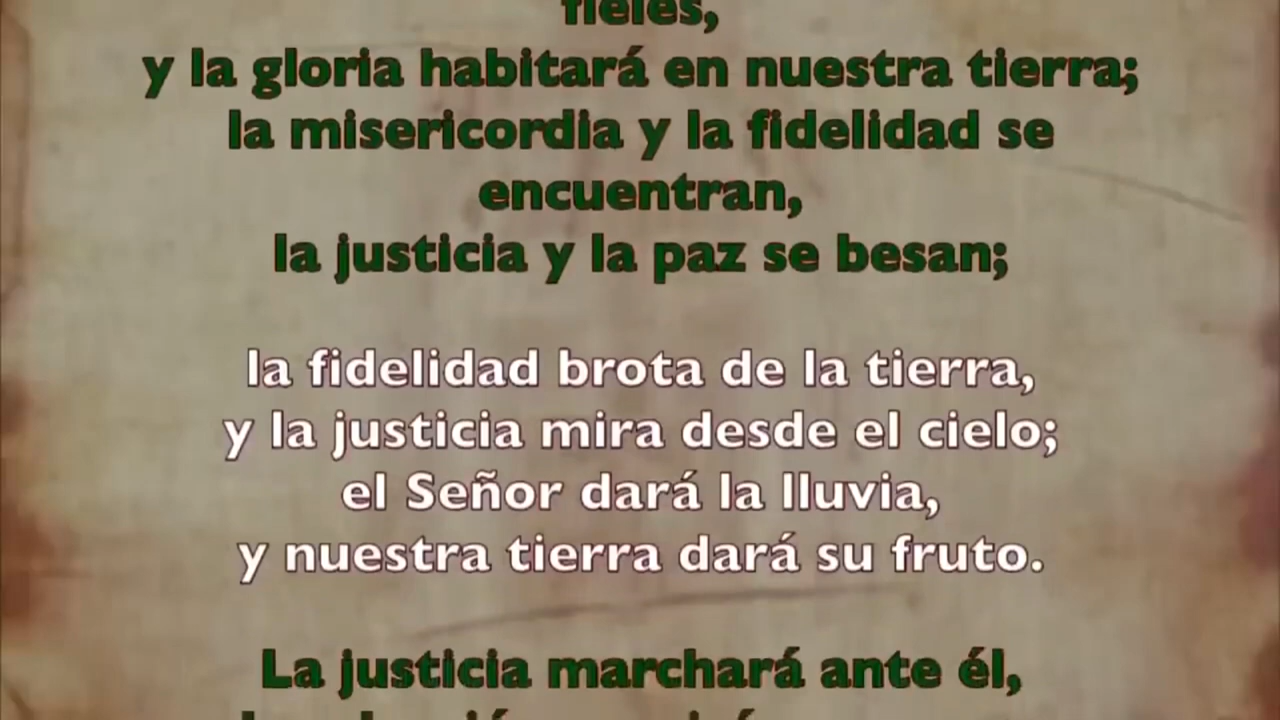 fieles,
y la gloria habitará en nuestra tierra;
la misericordia y la fidelidad se
encuentran,
la justicia y la paz se besan;
la fidelidad brota de la tierra,
y la justicia mira desde el cielo;
el Señor dará la lluvia,
y nuestra tierra dará su fruto.
La justicia marchará ante él,